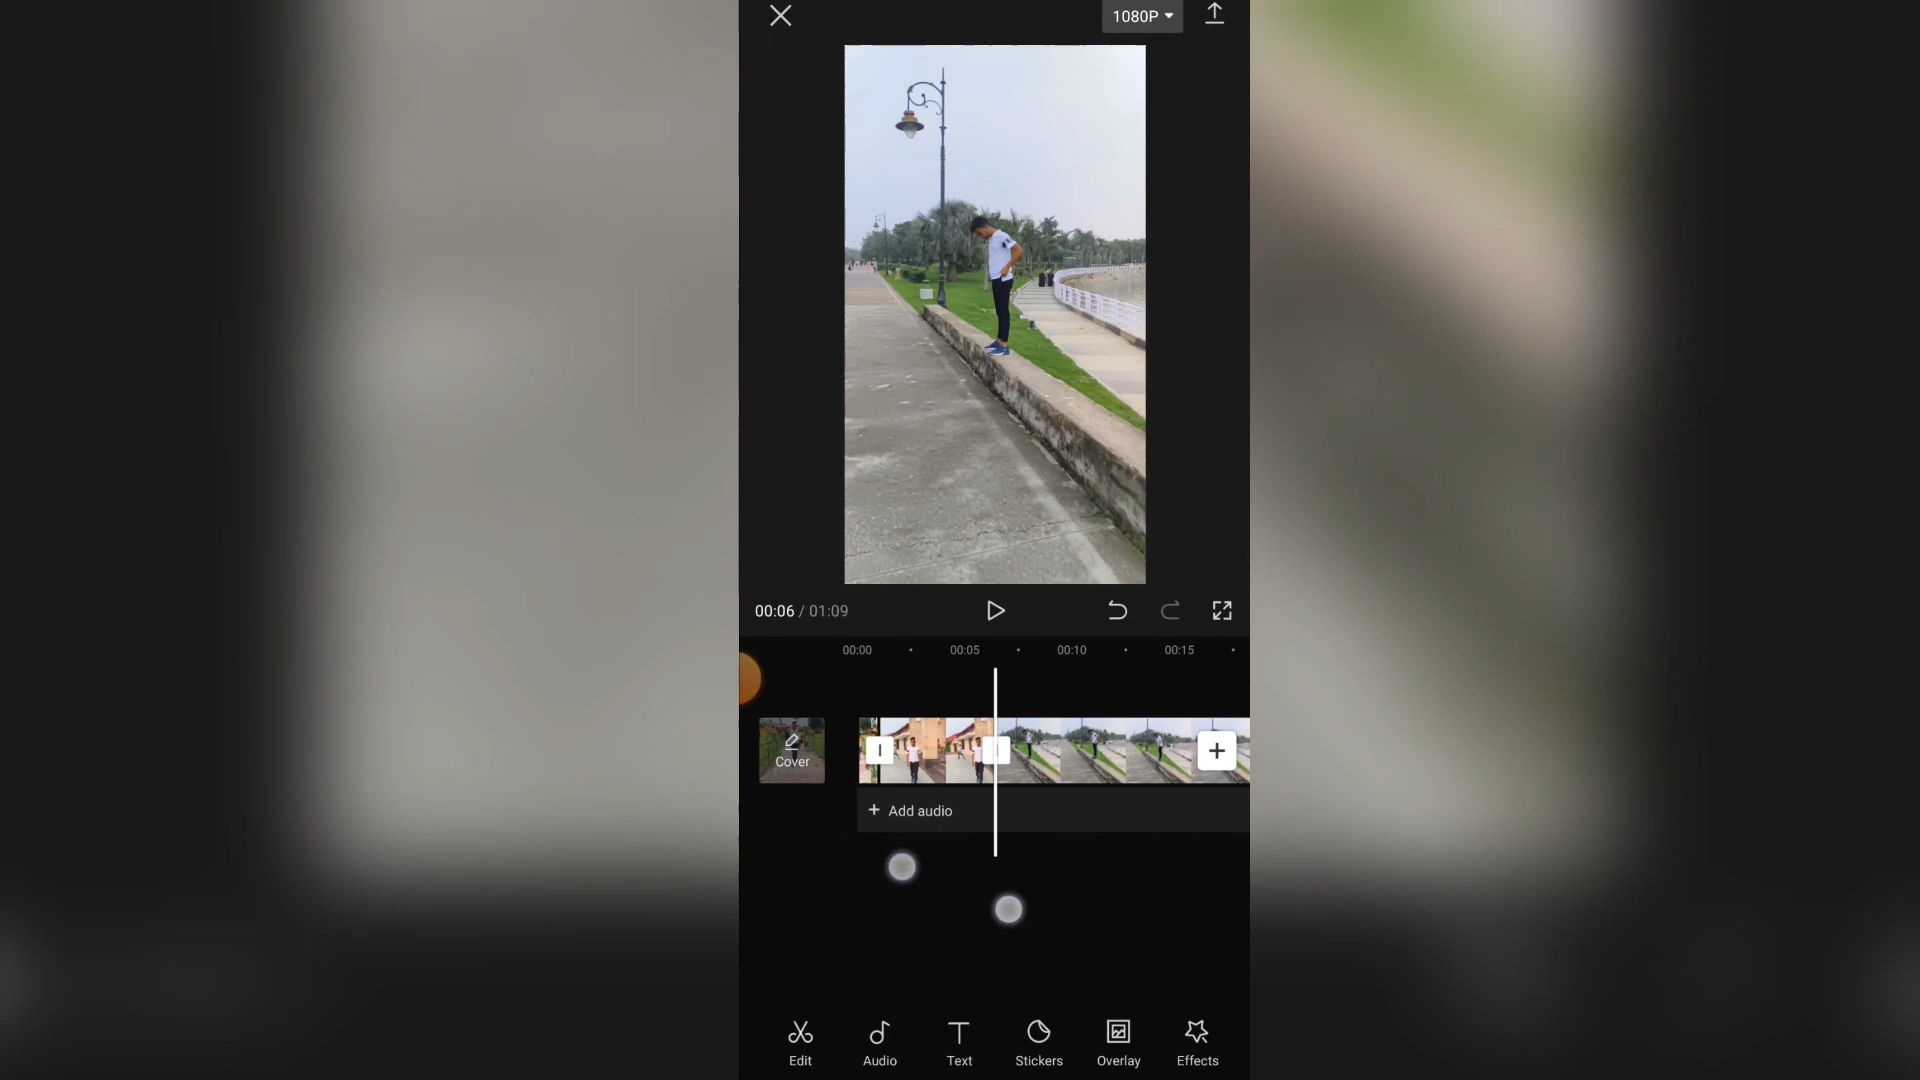 1080P
00:06 / 01:09
00:00 00:05 00:10 00:15
Cover
+ Add audio
Edit Audio Text Stickers Overlay Effects